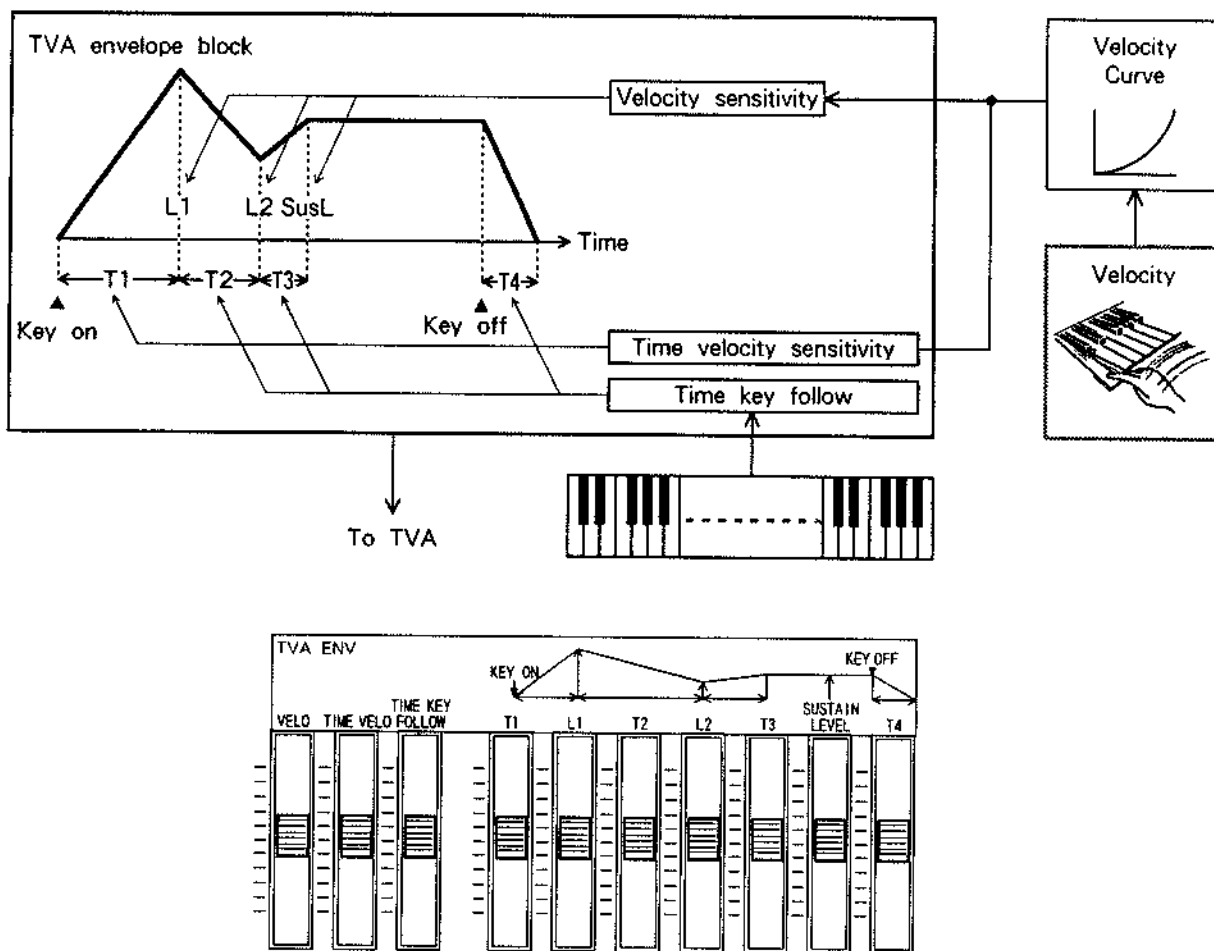 TVA envelope block
Velocity
Curve
Velocity sensitivity
L1
L2
SusL
Time
T1
T2
T3
T4
Velocity
Key on
Key off
Time velocity sensitivity
Time key follow
To TVA
TVA ENV
KEY ON
KEY OFF
VELO
TIME VELO
TIME KEY
FOLLOW
T1
L1
T2
L2
T3
SUSTAIN
LEVEL
T4